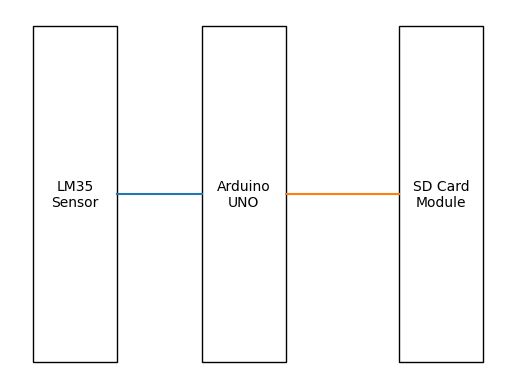 LM35
Sensor
Arduino
UNO
SD Card
Module